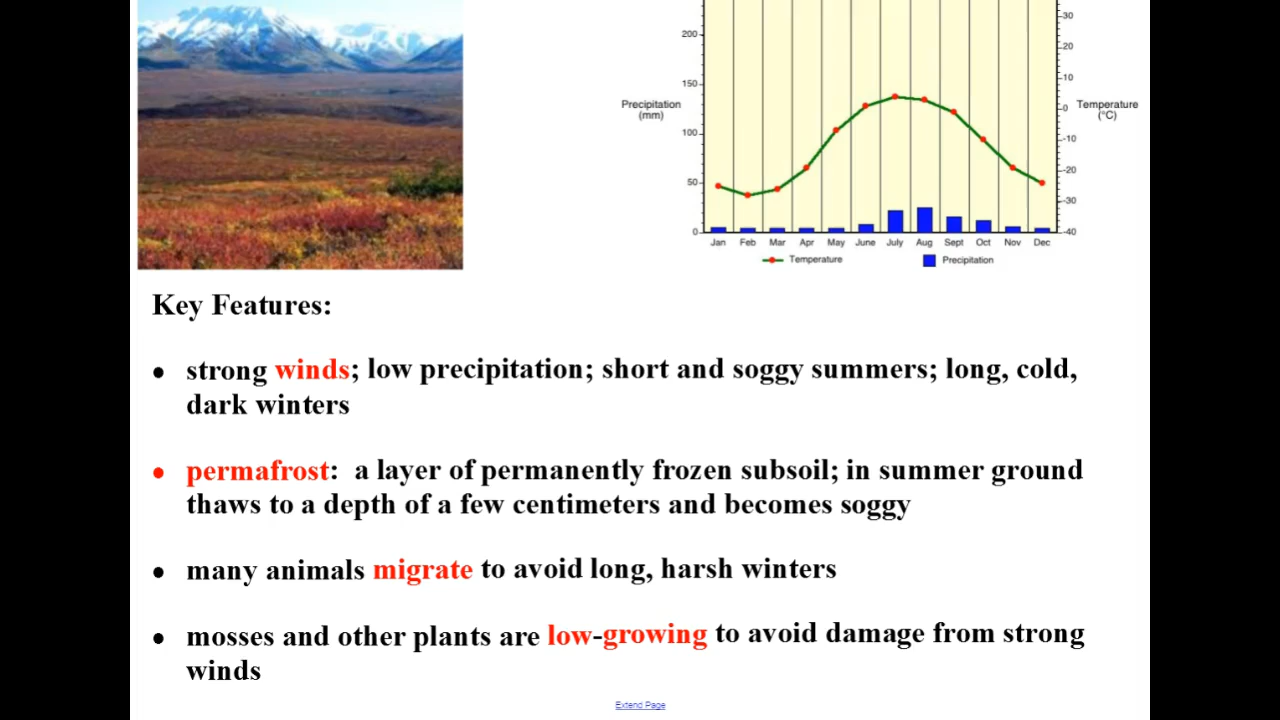 30
200
20
150
10
Precipitation
(mm)
0
Temperature
(°C)
100
-10
-20
50
-30
0
-40
Jan Feb Mar Apr May June July Aug Sept Oct Nov Dec
Temperature
Precipitation
Key Features:
• strong winds; low precipitation; short and soggy summers; long, cold,
dark winters
• permafrost: a layer of permanently frozen subsoil; in summer ground
thaws to a depth of a few centimeters and becomes soggy
• many animals migrate to avoid long, harsh winters
• mosses and other plants are low-growing to avoid damage from strong
winds
Extend Page